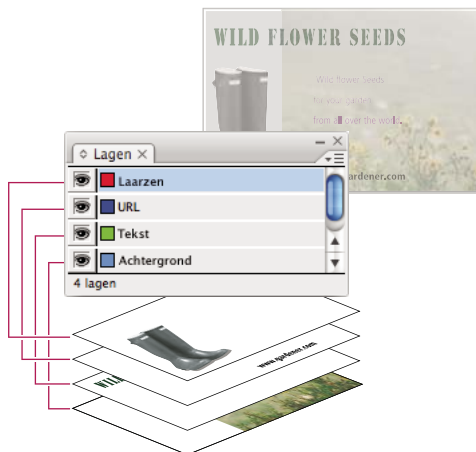 WILD FLOWER SEEDS
Wild flower Seeds
for your garden
from all over the world.
rdener.com
Lagen
Laarzen
URL
Tekst
Achtergrond
4 lagen
www.gardener.com
WILD